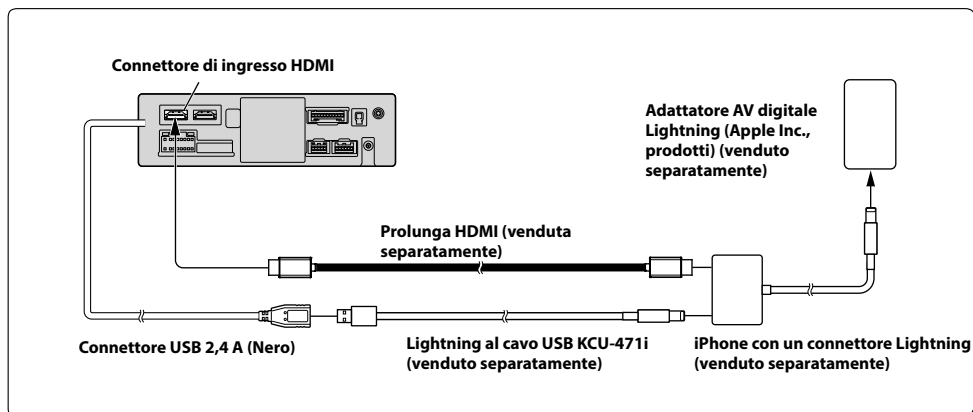 Connettore di ingresso HDMI
Adattatore AV digitale
Lightning (Apple Inc.,
prodotti) (venduto
separatamente)
Prolunga HDMI (venduta
separatamente)
Connettore USB 2,4 A (Nero)
Lightning al cavo USB KCU-471i
(venduto separatamente)
iPhone con un connettore Lightning
(venduto separatamente)